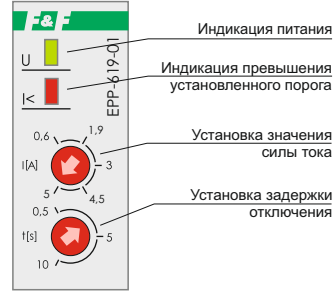 F&F
U
I<
EPP-619-01
Индикация питания
Индикация превышения
установленного порога
0,6
1,9
I[A]
3
5
4,5
Установка значения
силы тока
0,5
t[s]
5
10
Установка задержки
отключения